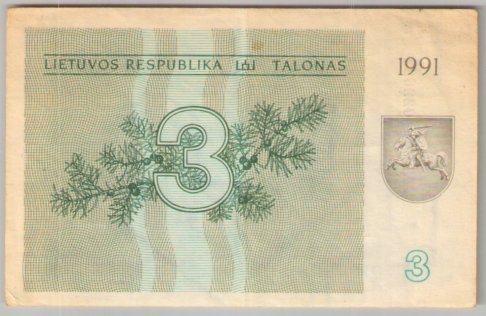 LIETUVOS RESPUBLIKA TALONAS
1991
3
3